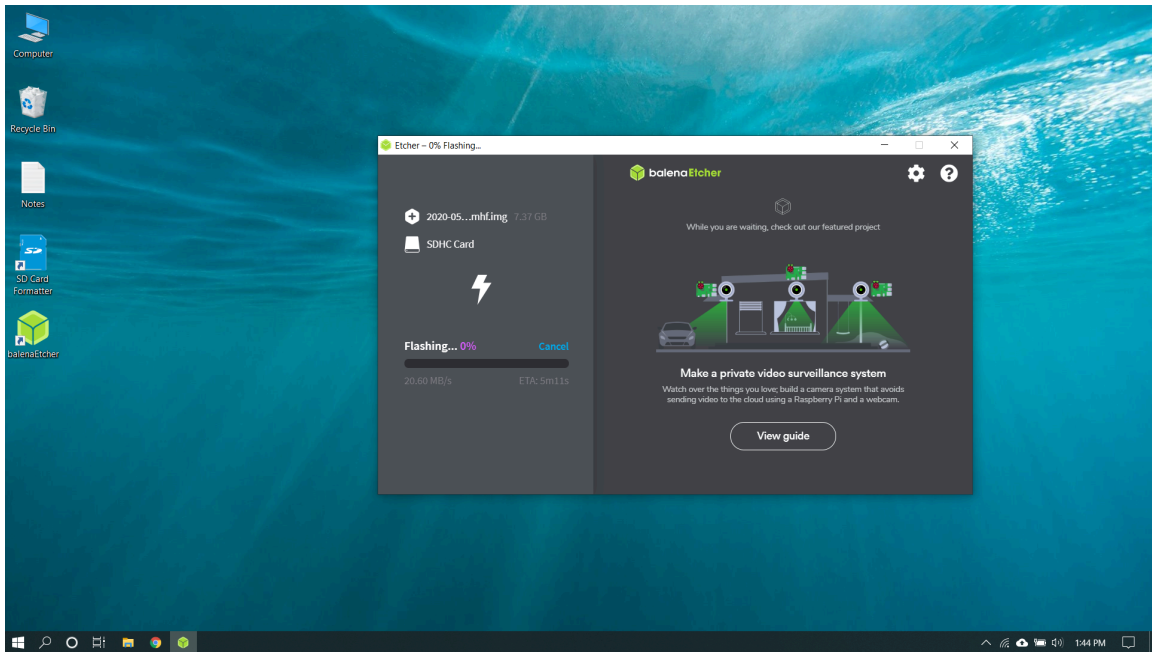 Computer
Recycle Bin
Notes
SD
SD Card
Formatter
balenaEtcher
Etcher – 0% Flashing...
balenaEtcher
2020-05...mhf.img 7.37 GB
SDHC Card
Flashing... 0% Cancel
20.60 MB/s ETA: 5m11s
While you are waiting, check out our featured project
Make a private video surveillance system
Watch over the things you love; build a camera system that avoids
sending video to the cloud using a Raspberry Pi and a webcam.
View guide
1:44 PM